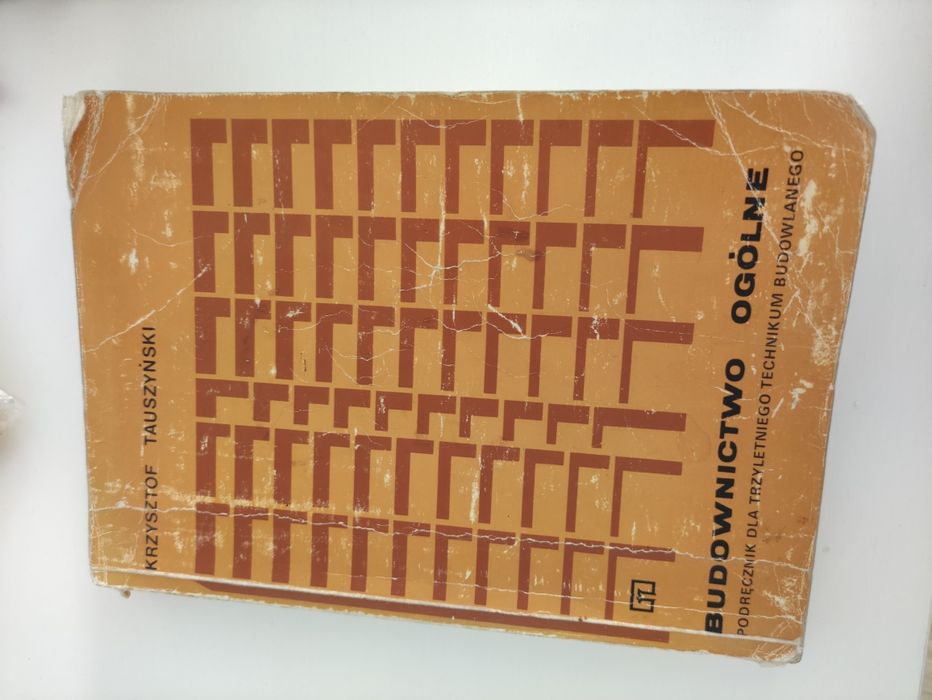 KRZYSZTOF TAUSZYŃSKI
BUDOWNICTWO OGÓLNE
PODRĘCZNIK DLA TRZYLETNIEGO TECHNIKUM BUDOWLANEGO